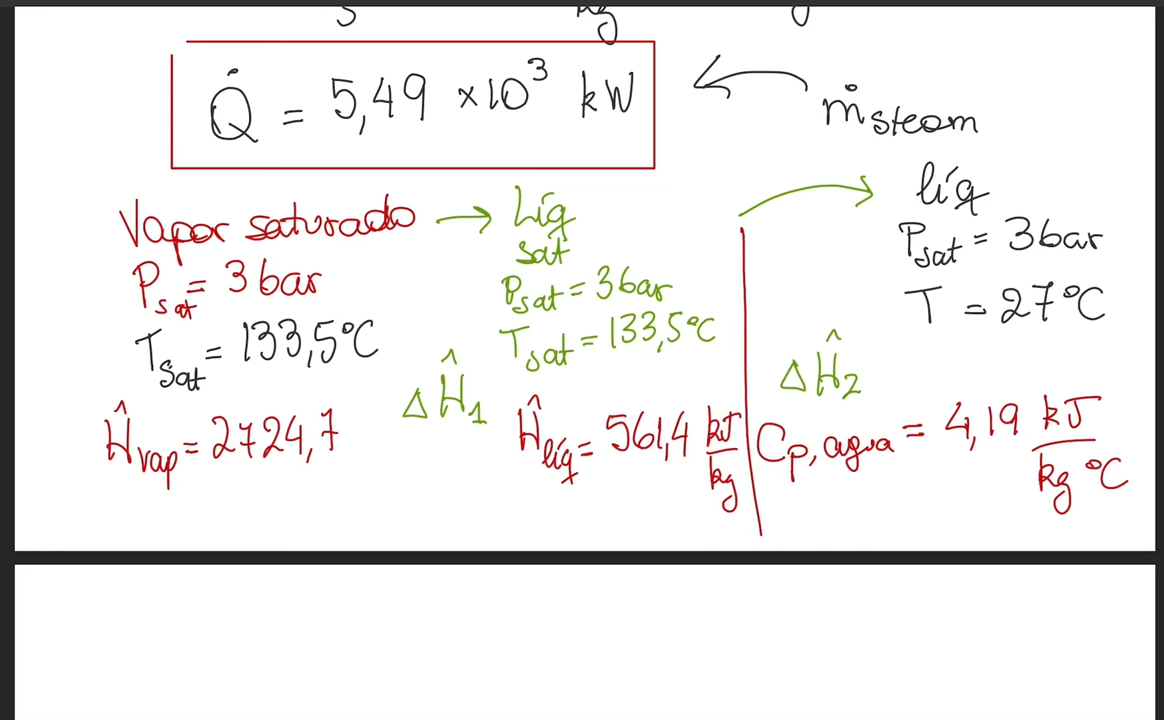 Q̇ = 5,49 ×10³ kW
ṁsteam
Vapor saturado → Líq sat
Psat = 3 bar
Tsat = 133,5°C
Ĥvap = 2724,7
ΔĤ1
Psat = 3 bar
Tsat = 133,5°C
Ĥlíq = 561,4 kJ/kg
líq
Psat = 3 bar
T = 27°C
ΔĤ2
Cp,água = 4,19 kJ/kg °C